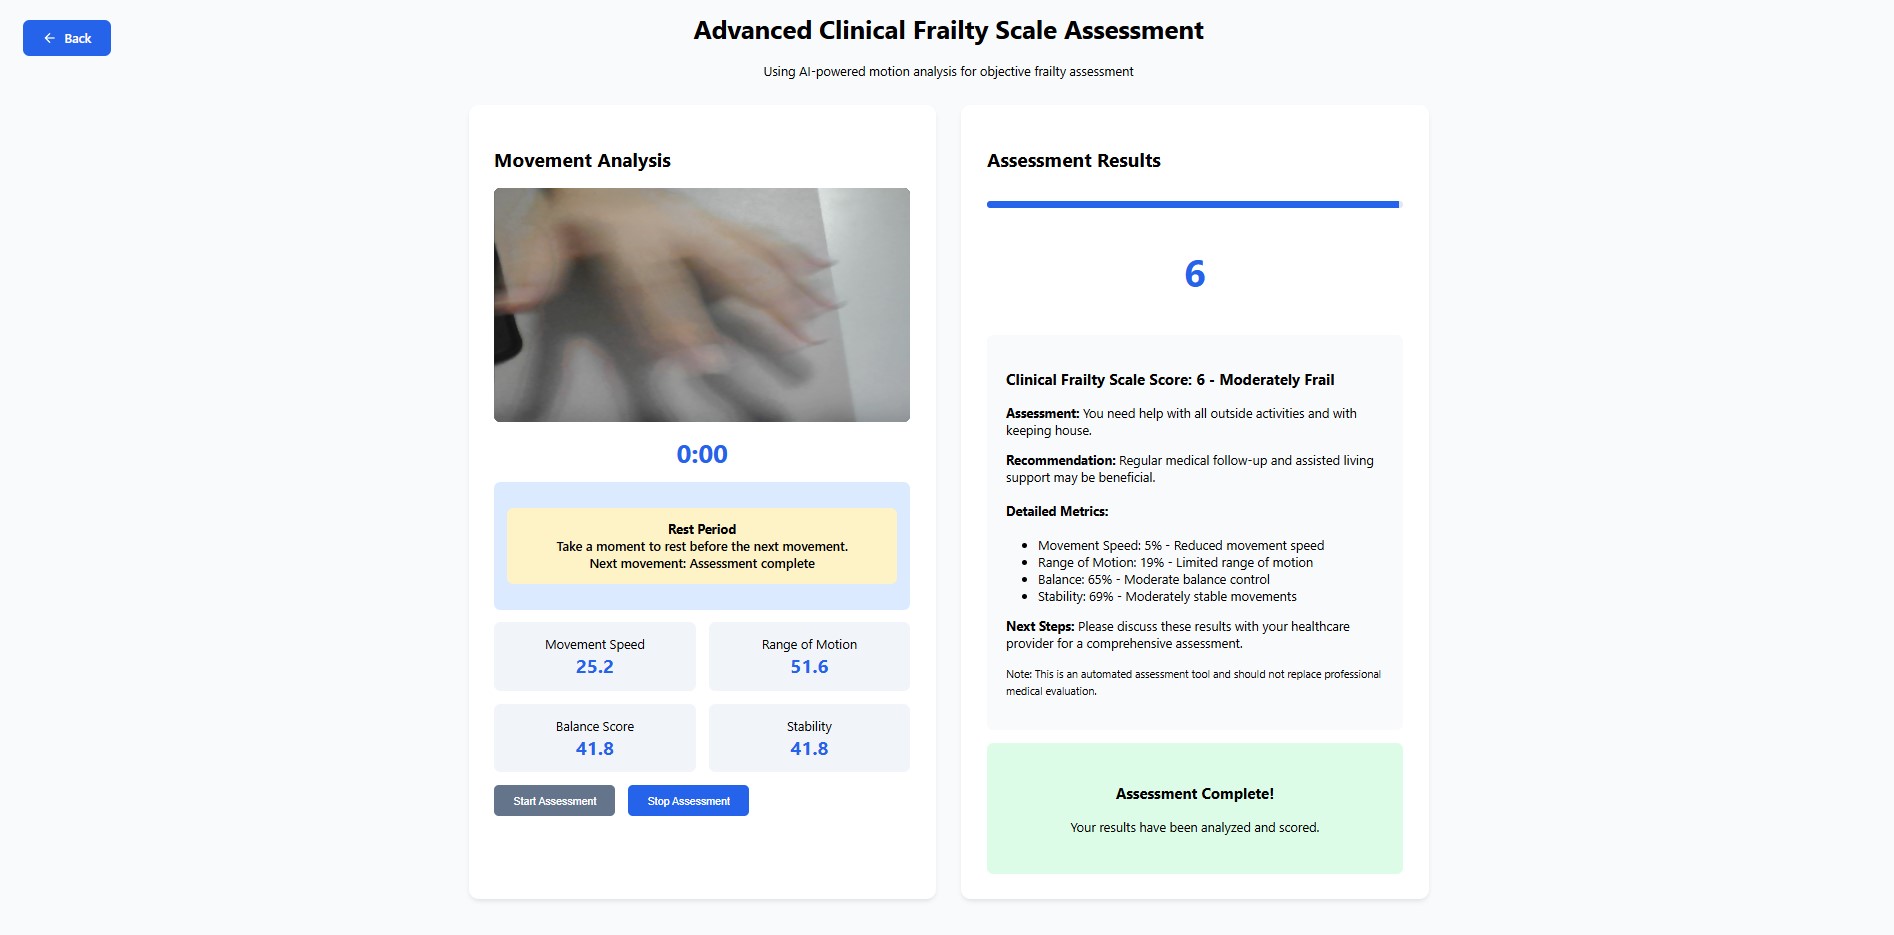 Back
Advanced Clinical Frailty Scale Assessment
Using AI-powered motion analysis for objective frailty assessment
Movement Analysis
0:00
Rest Period
Take a moment to rest before the next movement.
Next movement: Assessment complete
Movement Speed
25.2
Range of Motion
51.6
Balance Score
41.8
Stability
41.8
Start Assessment
Stop Assessment
Assessment Results
6
Clinical Frailty Scale Score: 6 - Moderately Frail
Assessment: You need help with all outside activities and with
keeping house.
Recommendation: Regular medical follow-up and assisted living
support may be beneficial.
Detailed Metrics:
Movement Speed: 5% - Reduced movement speed
Range of Motion: 19% - Limited range of motion
Balance: 65% - Moderate balance control
Stability: 69% - Moderately stable movements
Next Steps: Please discuss these results with your healthcare
provider for a comprehensive assessment.
Note: This is an automated assessment tool and should not replace professional
medical evaluation.
Assessment Complete!
Your results have been analyzed and scored.